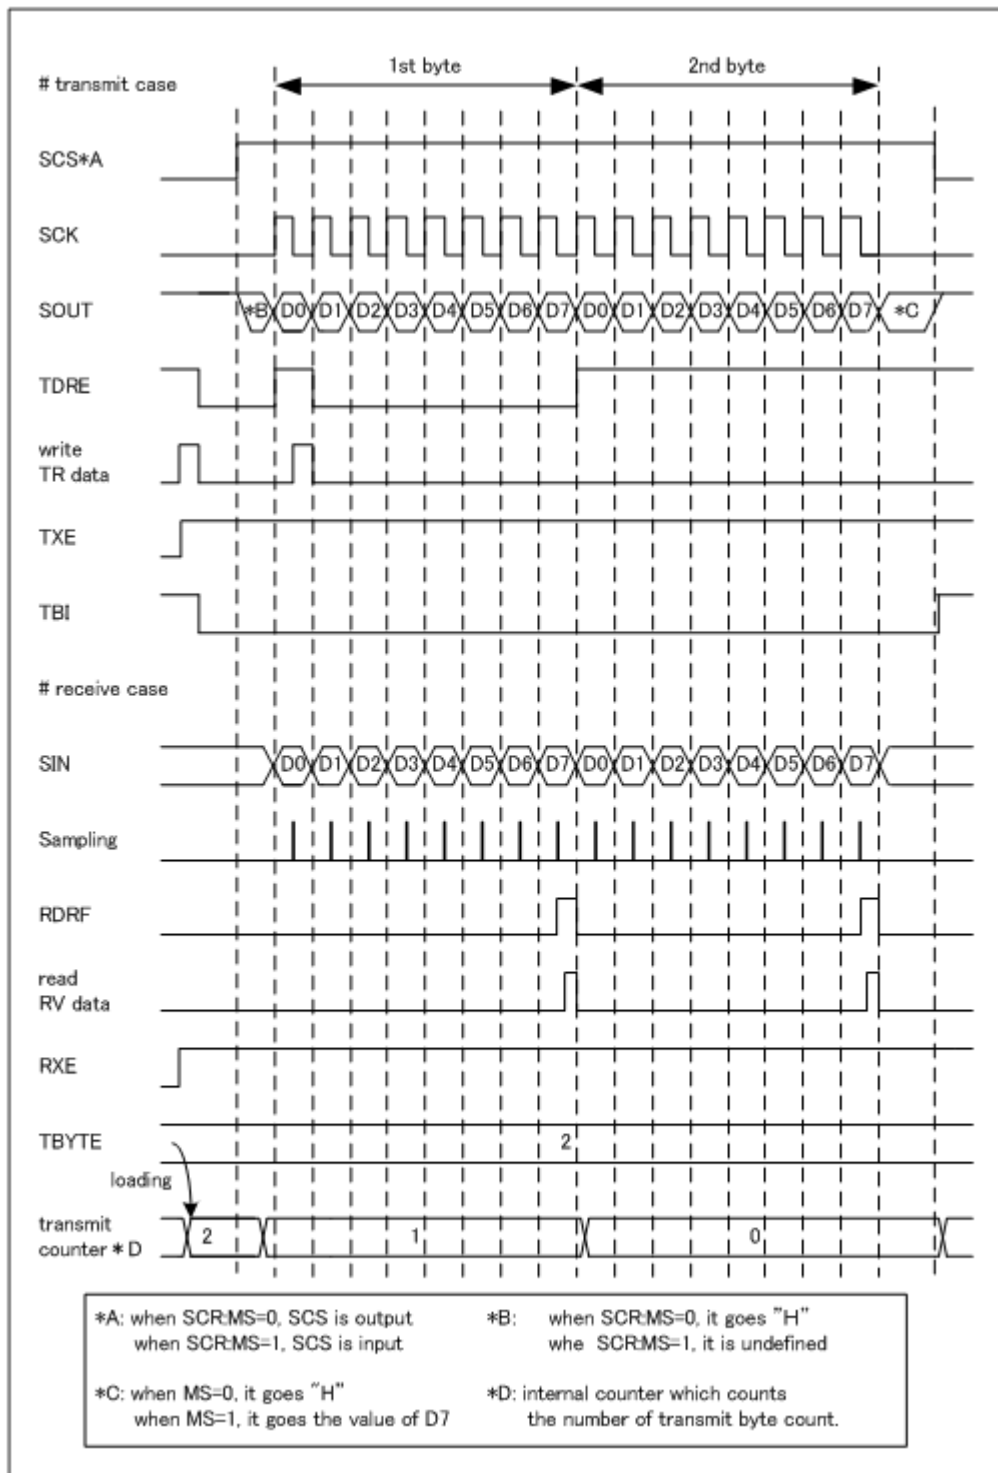 1st byte
2nd byte
# transmit case
SCS*A
SCK
SOUT *B D0 D1 D2 D3 D4 D5 D6 D7 D0 D1 D2 D3 D4 D5 D6 D7 *C
TDRE
write
TR data
TXE
TBI
# receive case
SIN D0 D1 D2 D3 D4 D5 D6 D7 D0 D1 D2 D3 D4 D5 D6 D7
Sampling
RDRF
read
RV data
RXE
TBYTE 2
loading
transmit
counter * D 2 1 0
*A: when SCR:MS=0, SCS is output
when SCR:MS=1, SCS is input
*B: when SCR:MS=0, it goes "H"
whe SCR:MS=1, it is undefined
*C: when MS=0, it goes "H"
when MS=1, it goes the value of D7
*D: internal counter which counts
the number of transmit byte count.